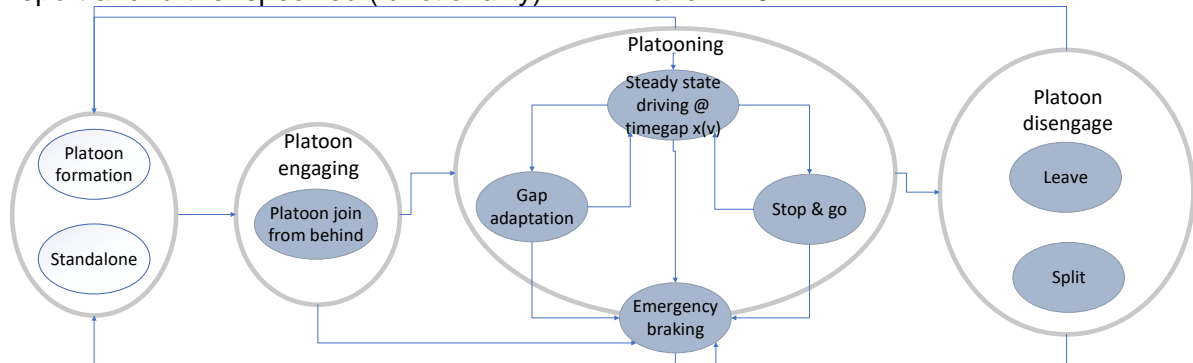 Platooning
Steady state
driving @
timegap x(v)
Platoon
formation
Standalone
Platoon
engaging
Platoon join
from behind
Gap
adaptation
Stop & go
Emergency
braking
Platoon
disengage
Leave
Split